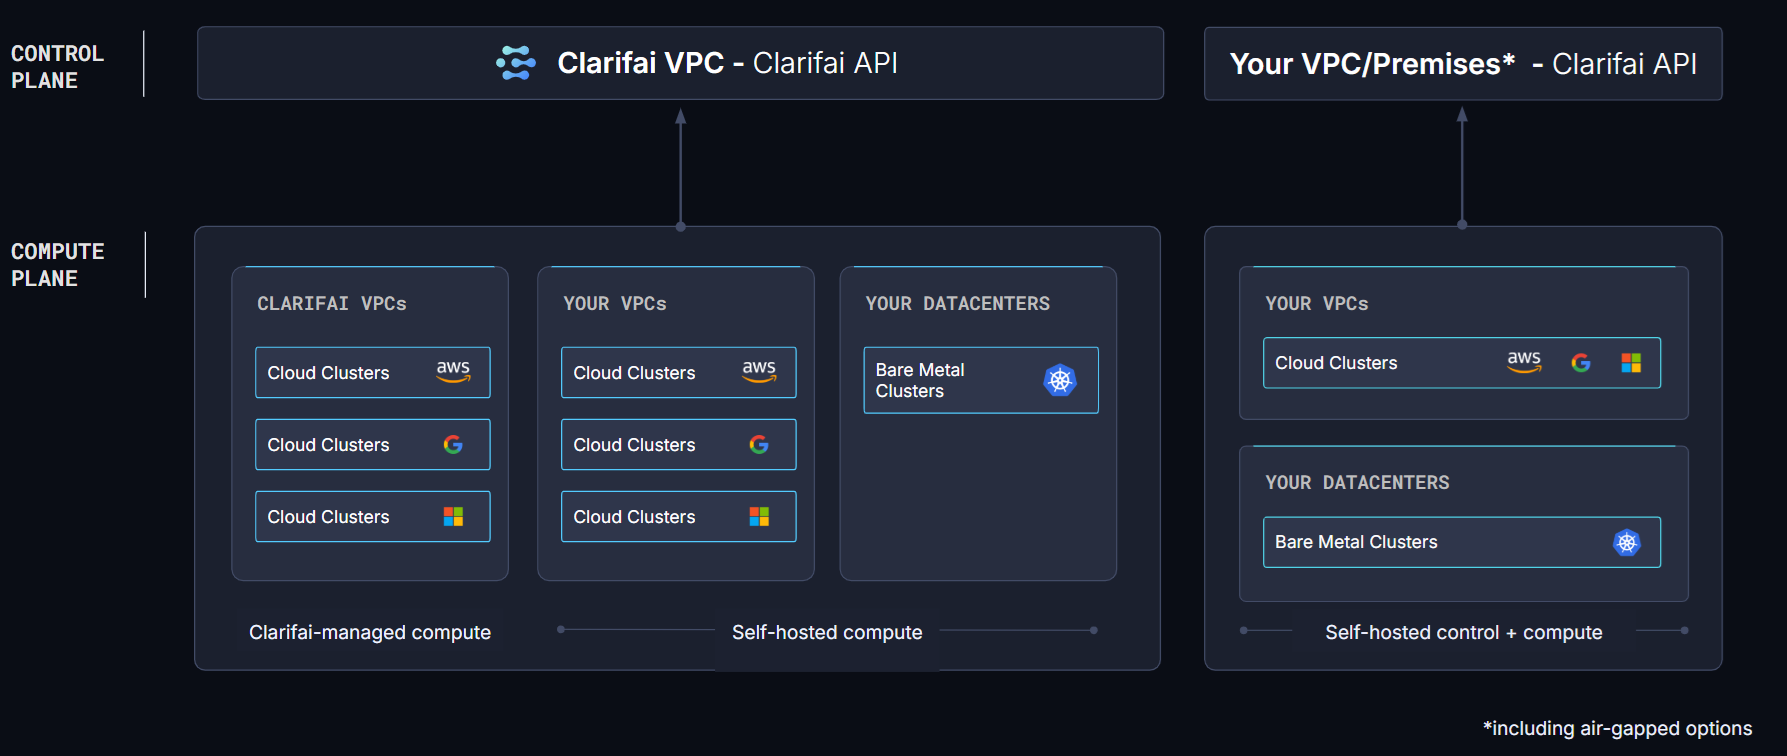 CONTROL
PLANE
Clarifai VPC - Clarifai API
Your VPC/Premises* - Clarifai API
COMPUTE
PLANE
CLARIFAI VPCs
Cloud Clusters aws
Cloud Clusters G
Cloud Clusters
YOUR VPCs
Cloud Clusters aws
Cloud Clusters G
Cloud Clusters
YOUR DATACENTERS
Bare Metal
Clusters
Clarifai-managed compute
Self-hosted compute
YOUR VPCs
Cloud Clusters aws G
YOUR DATACENTERS
Bare Metal Clusters
Self-hosted control + compute
*including air-gapped options